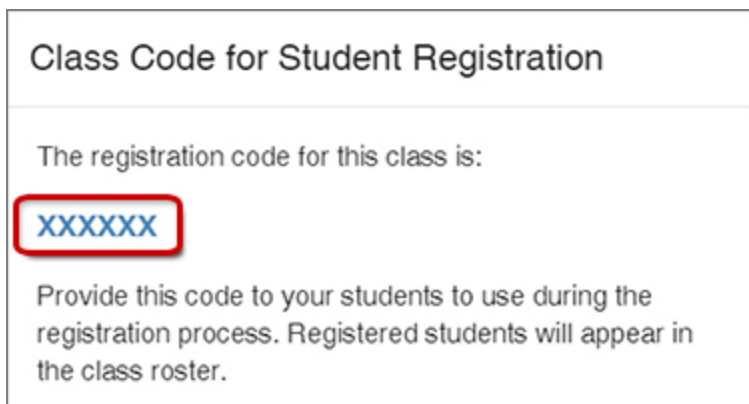 Class Code for Student Registration
The registration code for this class is:
XXXXXX
Provide this code to your students to use during the
registration process. Registered students will appear in
the class roster.